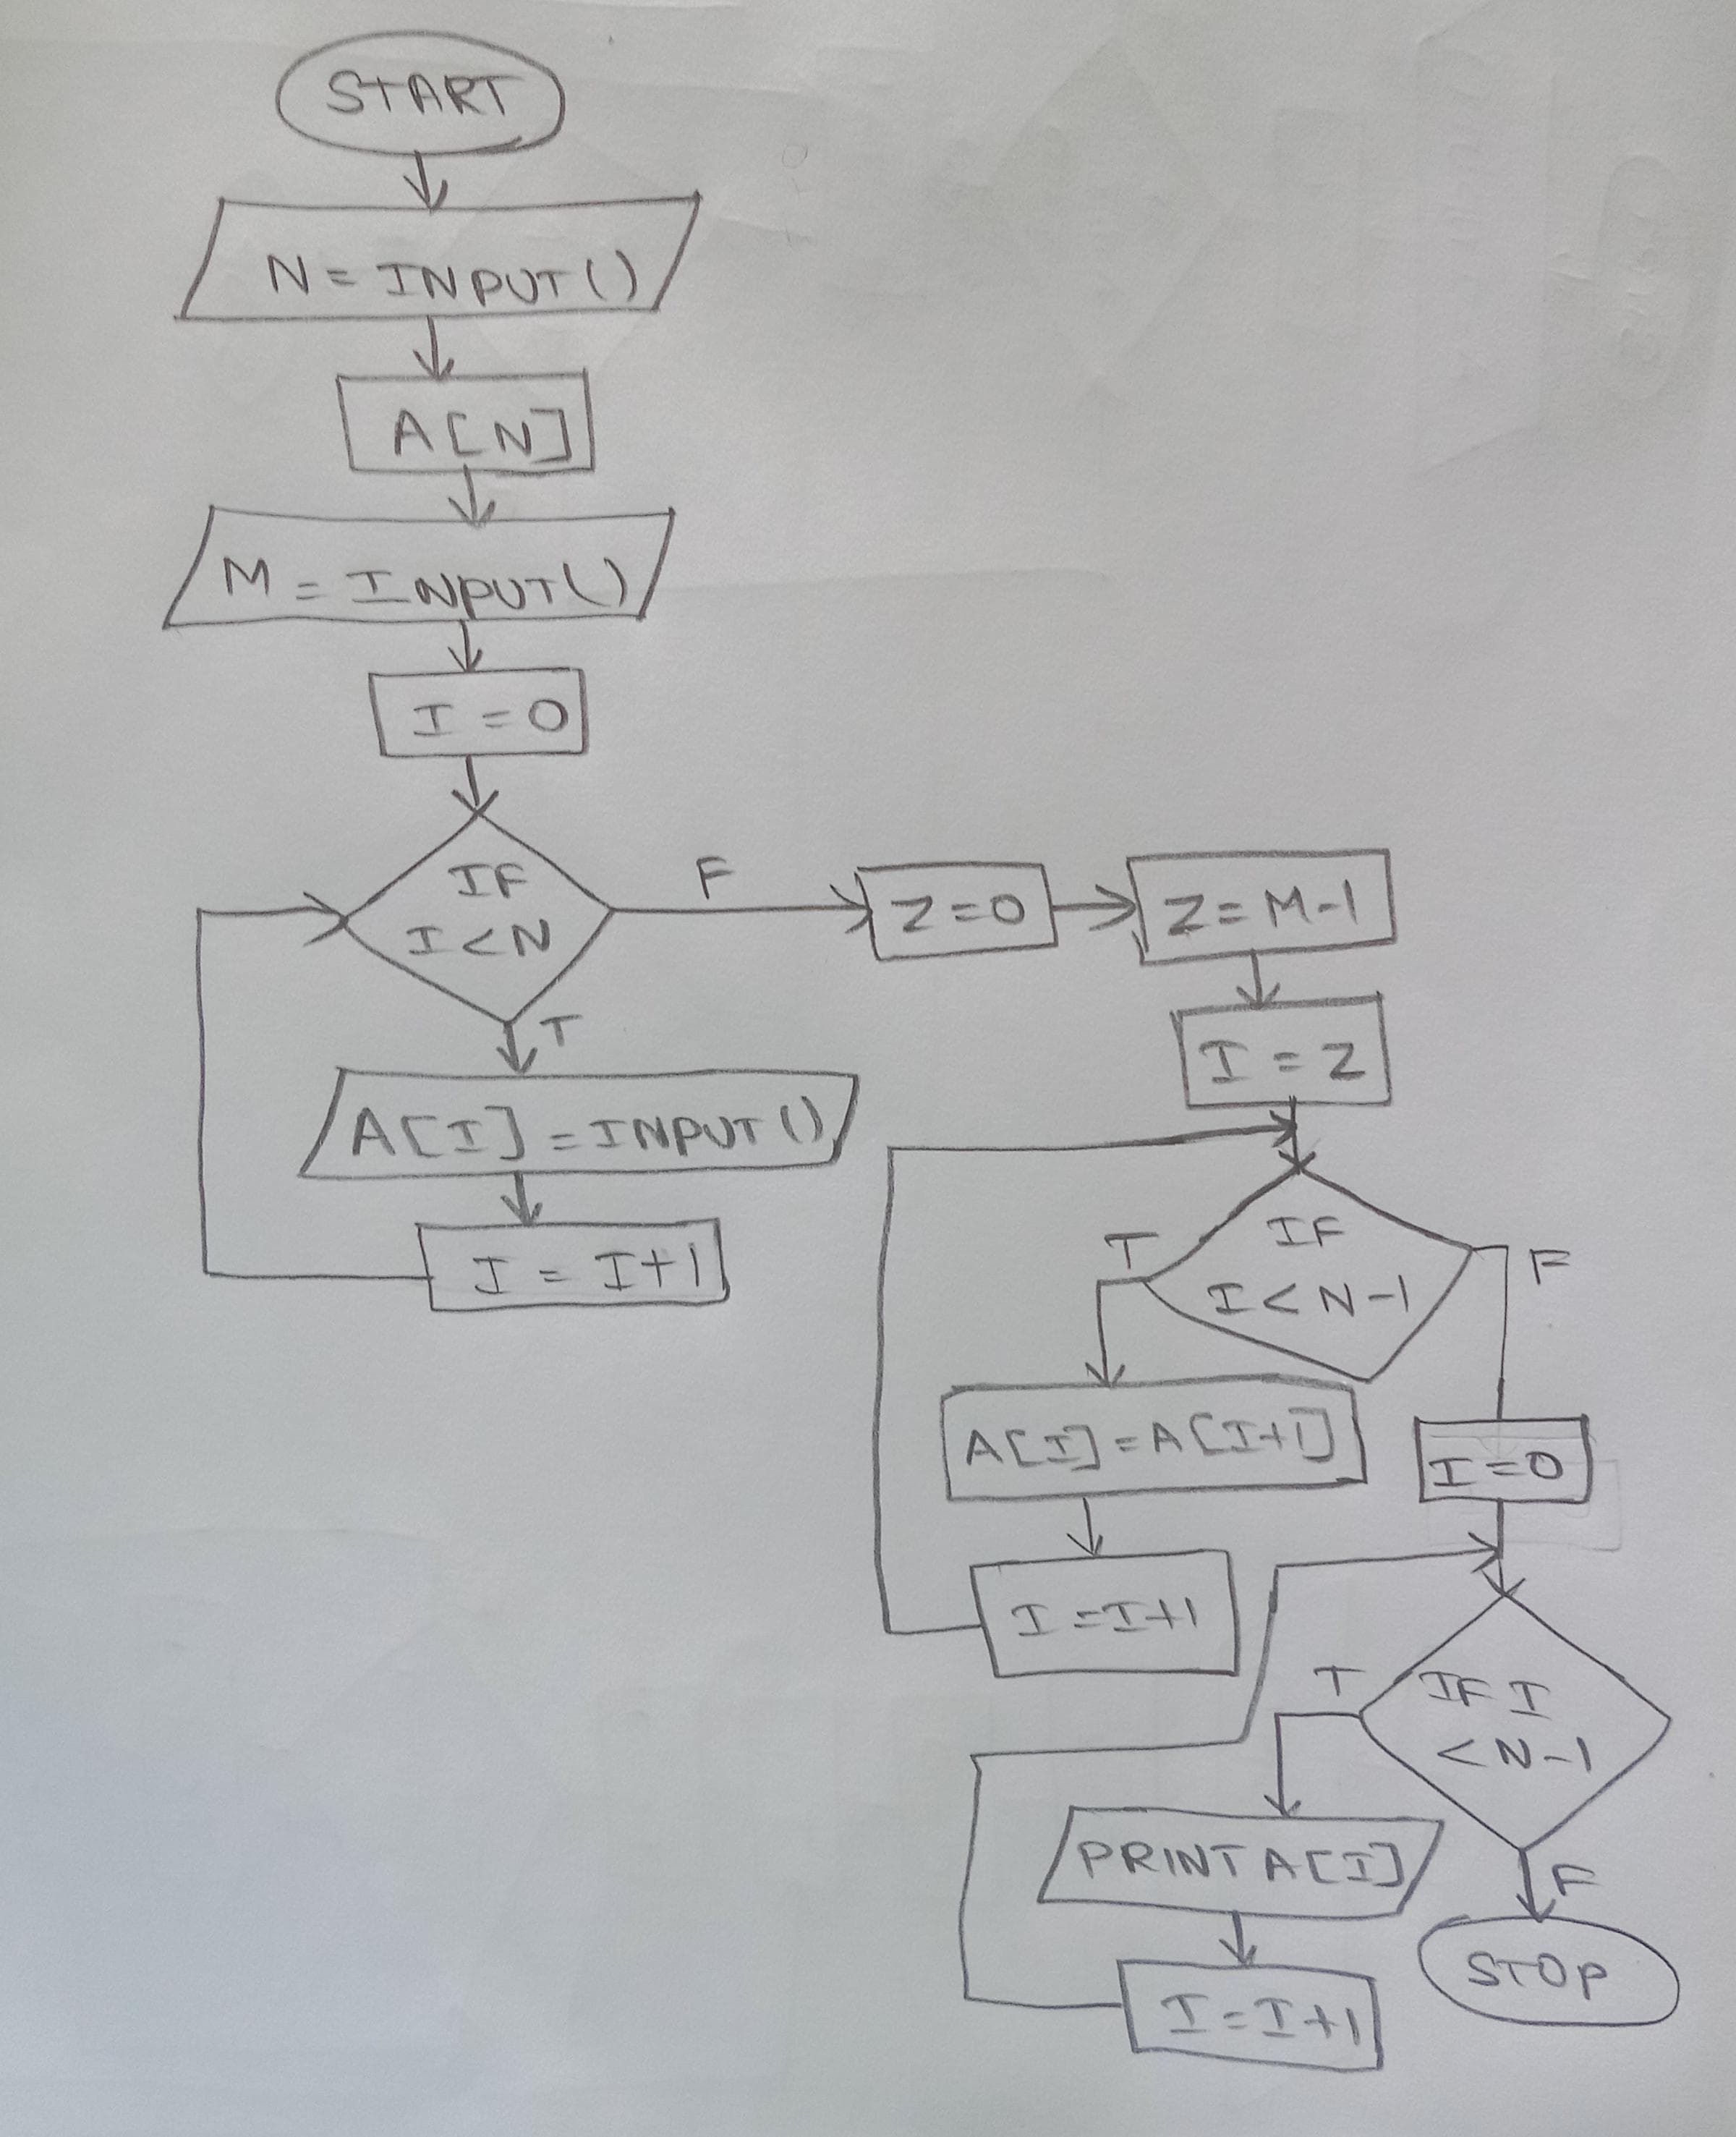 START
N = INPUT()
A[N]
M = INPUT()
I = 0
IF
I < N
F
T
A[I] = INPUT()
I = I+1
Z=0
Z= M-1
I = Z
IF
I < N-1
T
F
A[I] = A[I+1]
I = I+1
I = 0
IF I
< N-1
T
F
PRINT A[I]
I = I+1
STOP